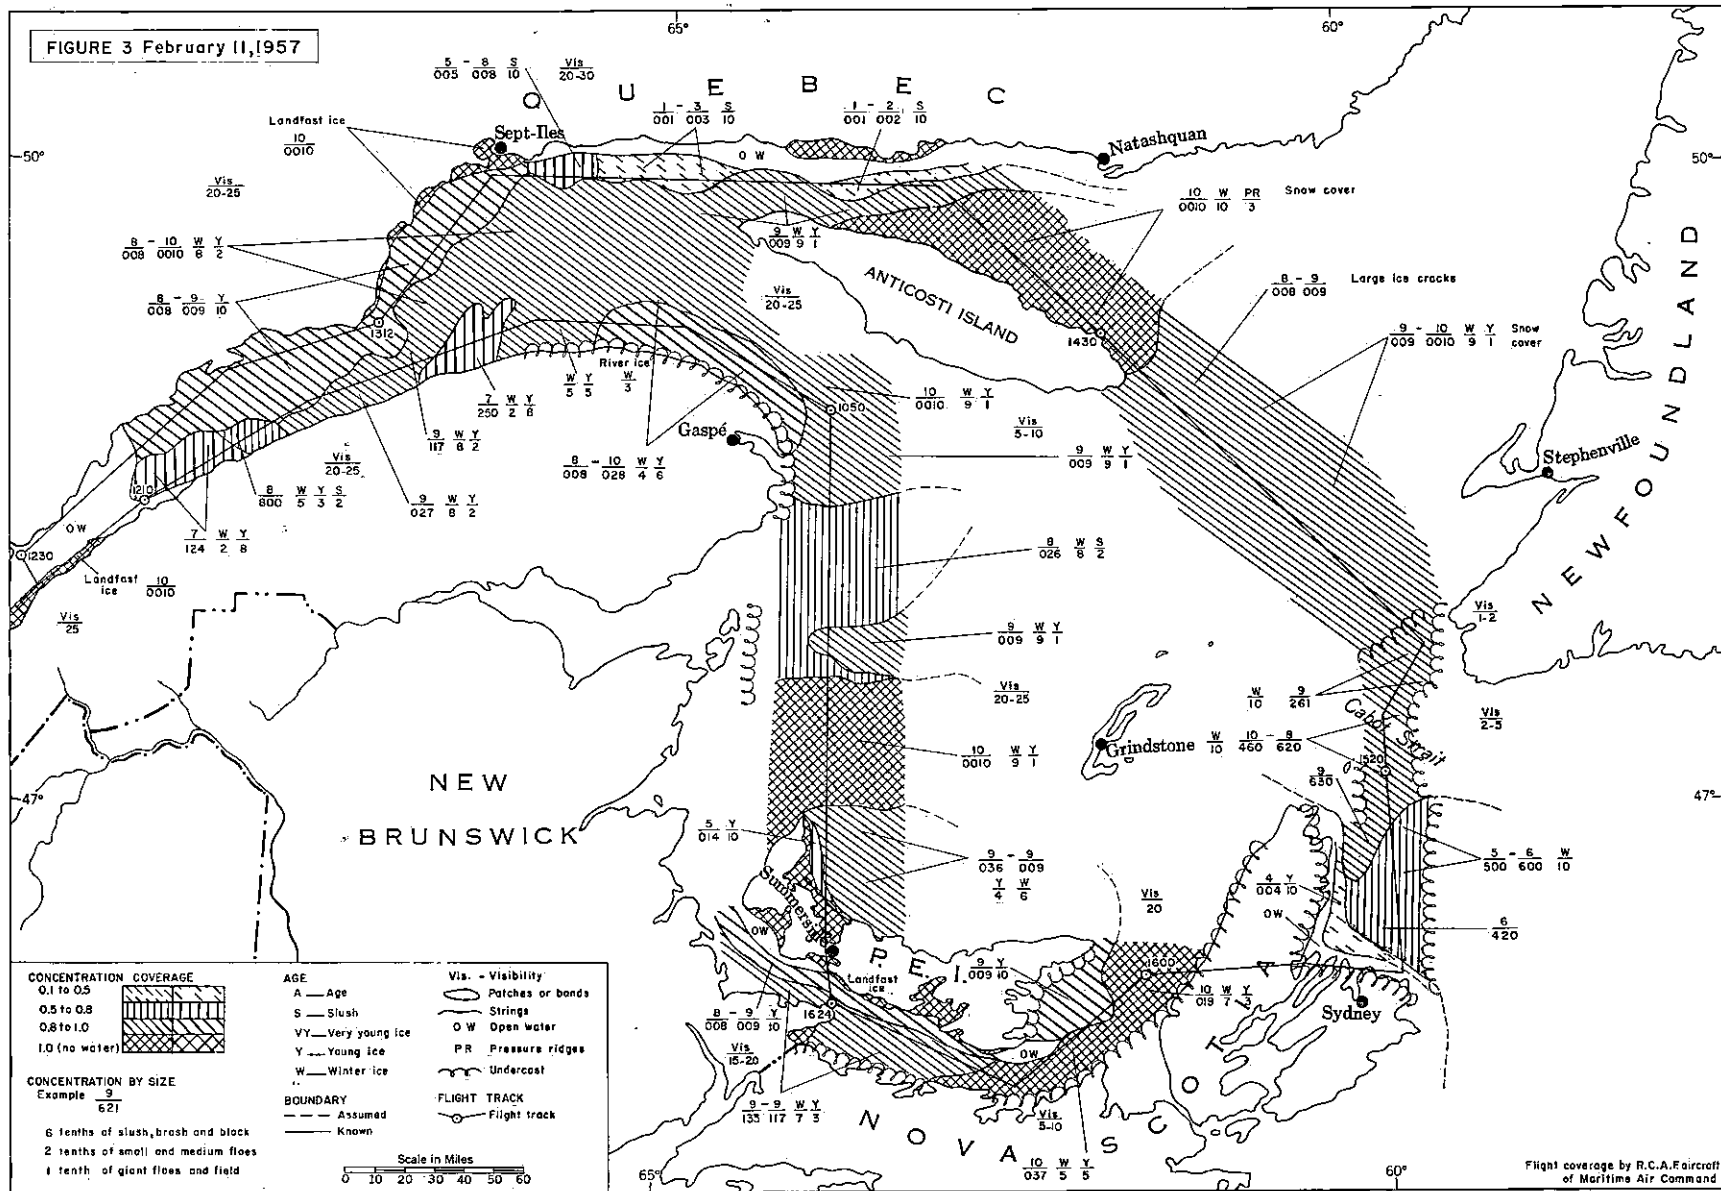 FIGURE 3 February 11, 1957
65°
60°
5 - 8 S
005 008 10
Vis
20-30
QUEBEC
1 - 3 S
001 003 10
1 - 2 S
001 002 10
Landfast ice
10
0010
Sept-Iles
Natashquan
50°
50°
OW
Vis
20-25
10 W PR Snow cover
0010 10 3
8 - 10 W Y
008 0010 8 2
9 W Y
009 9 1
ANTICOSTI ISLAND
Vis
20-25
8 - 9 Large ice cracks
008 009
8 - 9 Y
008 009 10
1312
1430
9 - 10 W Y Snow
009 0010 9 1 cover
River ice
W
3
W Y
5 5
7 W Y
250 2 8
10 W Y
0010 9 1
1050
Gaspé
Vis
5-10
9 W Y
117 8 2
Vis
20-25
8 - 10 W Y
008 028 4 6
9 W Y
009 9 1
Stephenville
NEWFOUNDLAND
1210
8 W Y S
800 5 3 2
9 W Y
027 8 2
OW
7 W Y
124 2 8
1230
Landfast
ice
10
0010
8 W S
026 8 2
Vis
25
Vis
1-2
9 W Y
009 9 1
Vis
20-25
W 9
10 261
Cabot Strait
Vis
2-5
Grindstone
W 10 - 8
10 460 620
10 W Y
0010 9 1
1520
9
630
47°
47°
NEW
BRUNSWICK
5 Y
014 10
9 - 9
036 009
Y W
4 6
5 - 6 W
500 600 10
Summerside
Vis
20
4 Y
004 10
OW
6
420
OW
P.E.I.
9 Y
009 10
1600
Landfast
ice
10 W Y
019 7 3
Sydney
1624
8 - 9 Y
008 009 10
Vis
15-20
OW
9 - 9 W Y
133 117 7 3
Vis
5-10
NOVA SCOTIA
10 W Y
037 5 5
65°
60°
CONCENTRATION COVERAGE
0.1 to 0.5
0.5 to 0.8
0.8 to 1.0
1.0 (no water)
CONCENTRATION BY SIZE
Example 9
621
6 tenths of slush, brash and block
2 tenths of small and medium floes
1 tenth of giant floes and field
AGE
A — Age
S — Slush
VY — Very young ice
Y — Young ice
W — Winter ice
BOUNDARY
Assumed
Known
Vis. - Visibility
Patches or bands
Strings
OW Open water
PR Pressure ridges
Undercast
FLIGHT TRACK
Flight track
Scale in Miles
0 10 20 30 40 50 60
Flight coverage by R.C.A.F. aircraft
of Maritime Air Command